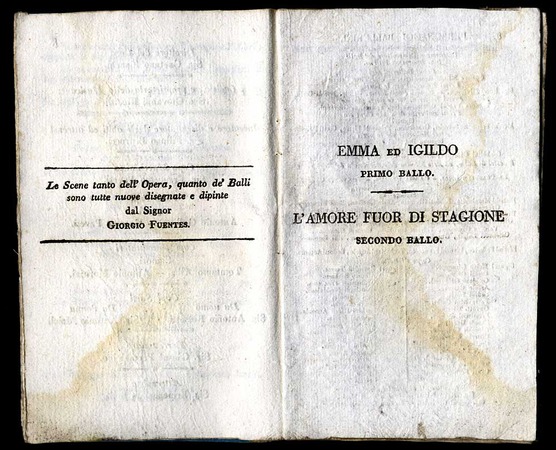 Le Scene tanto dell' Opera, quanto de' Balli
sono tutte nuove disegnate e dipinte
dal Signor
GIORGIO FUENTES.
EMMA ED IGILDO
PRIMO BALLO.
L'AMORE FUOR DI STAGIONE
SECONDO BALLO.